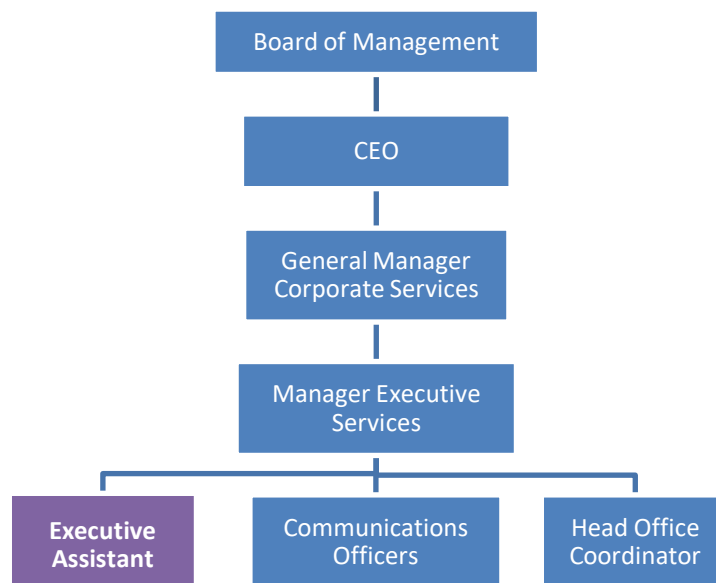 Board of Management
CEO
General Manager
Corporate Services
Manager Executive
Services
Executive
Assistant
Communications
Officers
Head Office
Coordinator